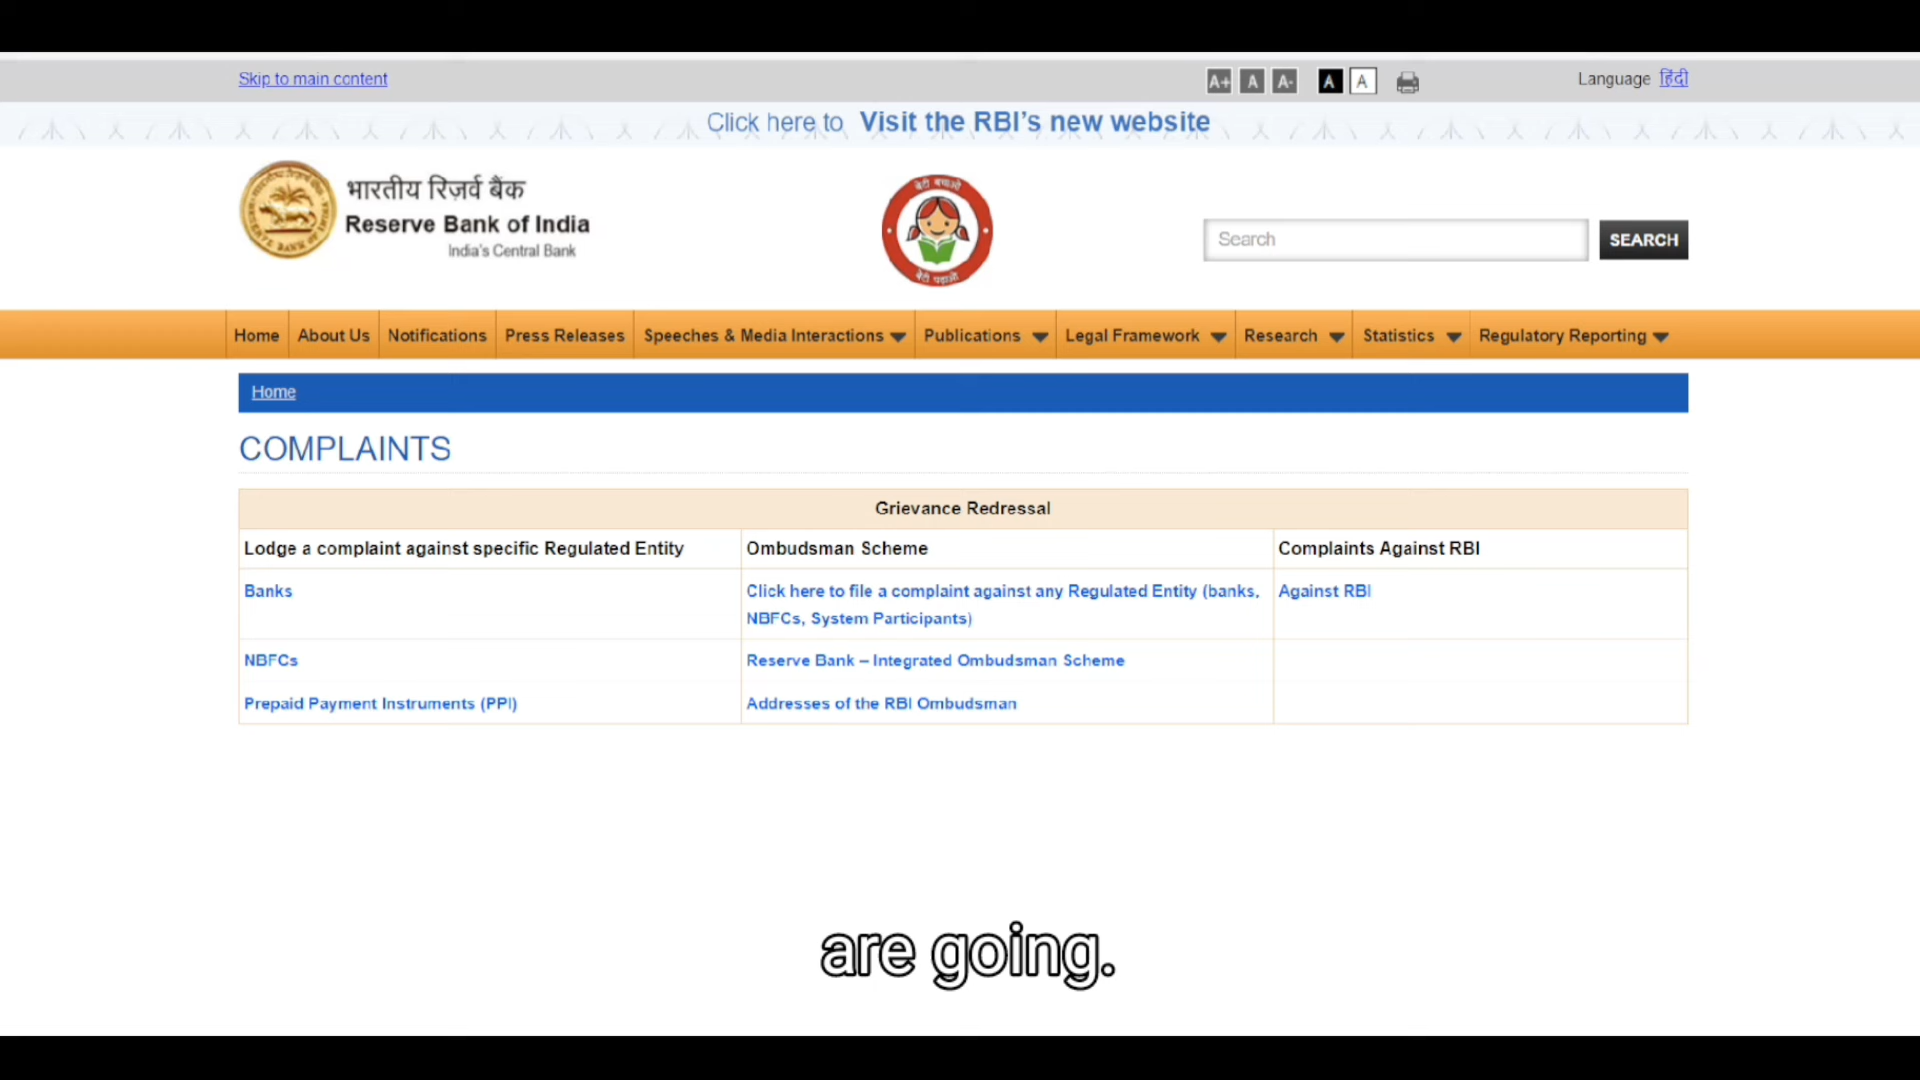 Skip to main content
A+ A A- A A
Language हिंदी
Click here to Visit the RBI's new website
भारतीय रिज़र्व बैंक
Reserve Bank of India
India's Central Bank
बेटी बचाओ
बेटी पढ़ाओ
Search
SEARCH
Home About Us Notifications Press Releases Speeches & Media Interactions Publications Legal Framework Research Statistics Regulatory Reporting
Home
COMPLAINTS
Grievance Redressal
Lodge a complaint against specific Regulated Entity Ombudsman Scheme Complaints Against RBI
Banks Click here to file a complaint against any Regulated Entity (banks, Against RBI
NBFCs, System Participants)
NBFCs Reserve Bank – Integrated Ombudsman Scheme
Prepaid Payment Instruments (PPI) Addresses of the RBI Ombudsman
are going.